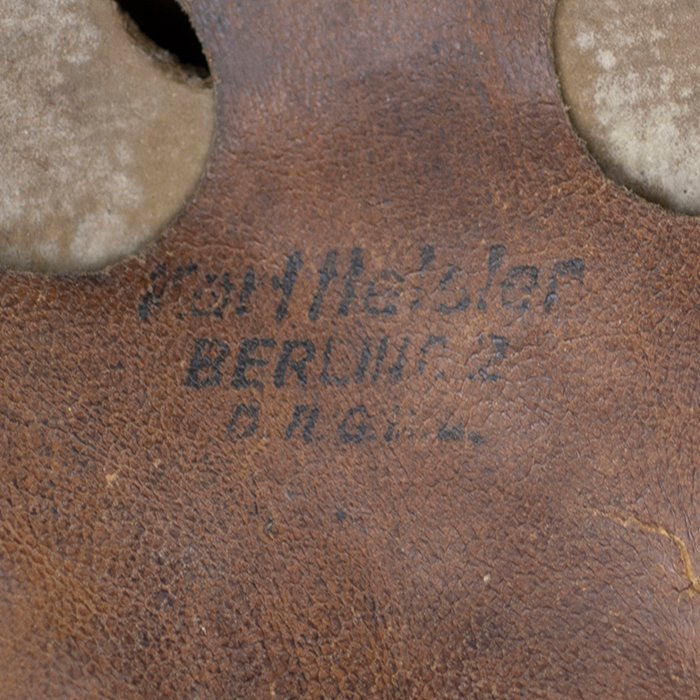 Karl Heisler
BERLIN C. 2
D.R.G.M.